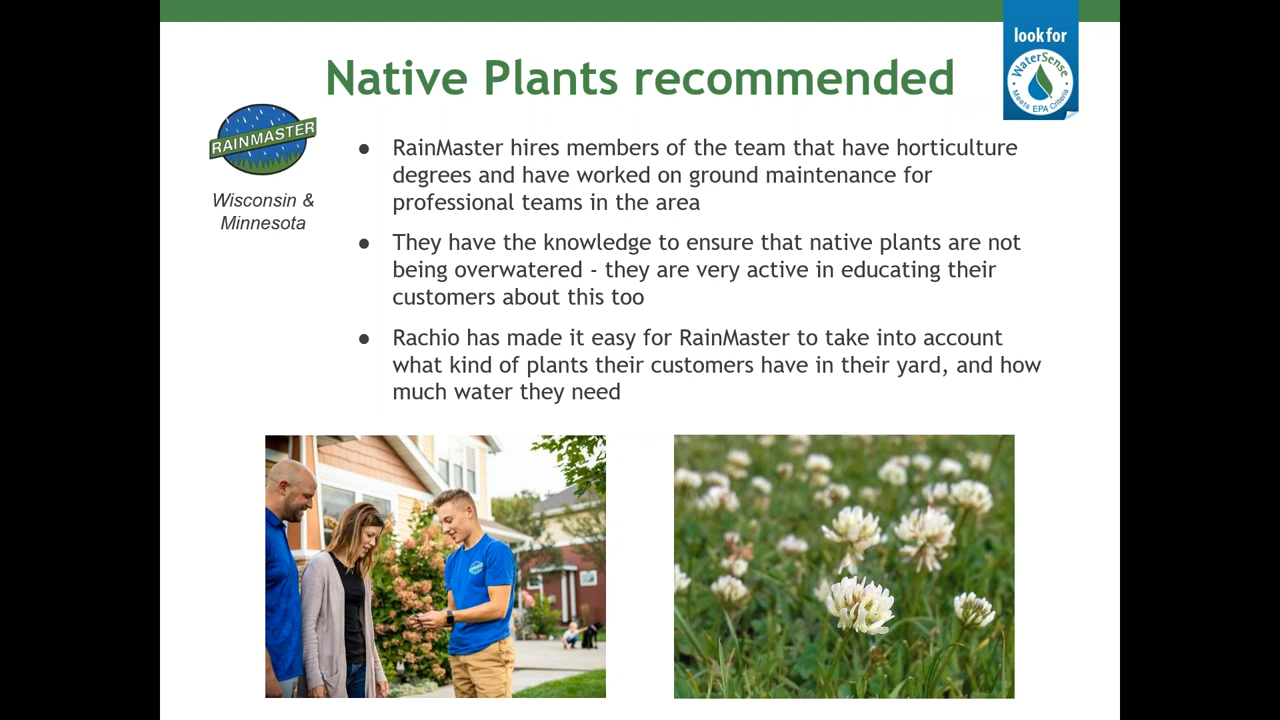 look for
WaterSense
Meets EPA Criteria
Native Plants recommended
RAINMASTER
Wisconsin &
Minnesota
● RainMaster hires members of the team that have horticulture
degrees and have worked on ground maintenance for
professional teams in the area
● They have the knowledge to ensure that native plants are not
being overwatered - they are very active in educating their
customers about this too
● Rachio has made it easy for RainMaster to take into account
what kind of plants their customers have in their yard, and how
much water they need